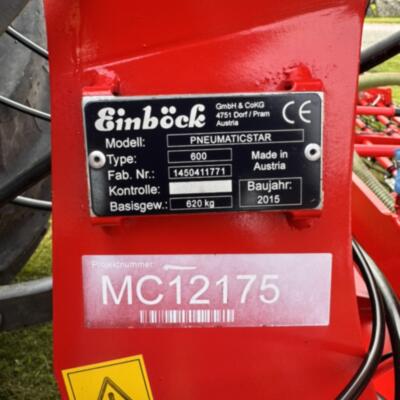 Einböck
GmbH & CoKG
4751 Dorf / Pram
Austria
CE
Modell: PNEUMATICSTAR
Type: 600
Fab. Nr.: 1450411771
Kontrolle:
Basisgew.: 620 kg
Made in
Austria
Baujahr:
2015
Projektnummer
MC12175